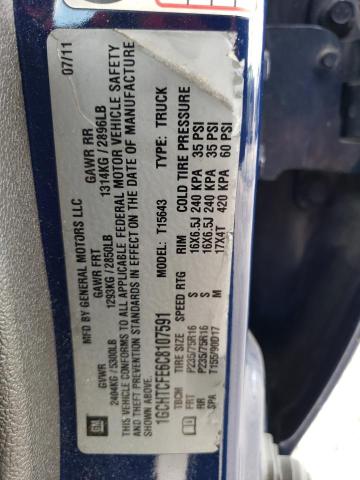 MFD BY GENERAL MOTORS LLC 07/11
GVWR GAWR FRT GAWR RR
2404KG / 5300LB 1293KG / 2850LB 1314KG / 2896LB
THIS VEHICLE CONFORMS TO ALL APPLICABLE FEDERAL MOTOR VEHICLE SAFETY
AND THEFT PREVENTION STANDARDS IN EFFECT ON THE DATE OF MANUFACTURE
SHOWN ABOVE.
1GCHTCFE6C8107591 MODEL: T15643 TYPE: TRUCK
TBCM TIRE SIZE SPEED RTG RIM COLD TIRE PRESSURE
FRT P235/75R16 S 16X6.5J 240 KPA 35 PSI
RR P235/75R16 S 16X6.5J 240 KPA 35 PSI
SPA T155/90D17 M 17X4T 420 KPA 60 PSI
GM